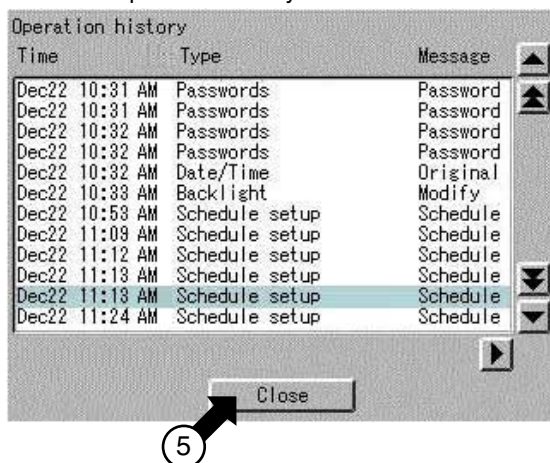 Operation history
Time Type Message
Dec22 10:31 AM Passwords Password
Dec22 10:31 AM Passwords Password
Dec22 10:32 AM Passwords Password
Dec22 10:32 AM Passwords Password
Dec22 10:32 AM Date/Time Original
Dec22 10:33 AM Backlight Modify
Dec22 10:53 AM Schedule setup Schedule
Dec22 11:09 AM Schedule setup Schedule
Dec22 11:12 AM Schedule setup Schedule
Dec22 11:13 AM Schedule setup Schedule
Dec22 11:13 AM Schedule setup Schedule
Dec22 11:24 AM Schedule setup Schedule
Close
5